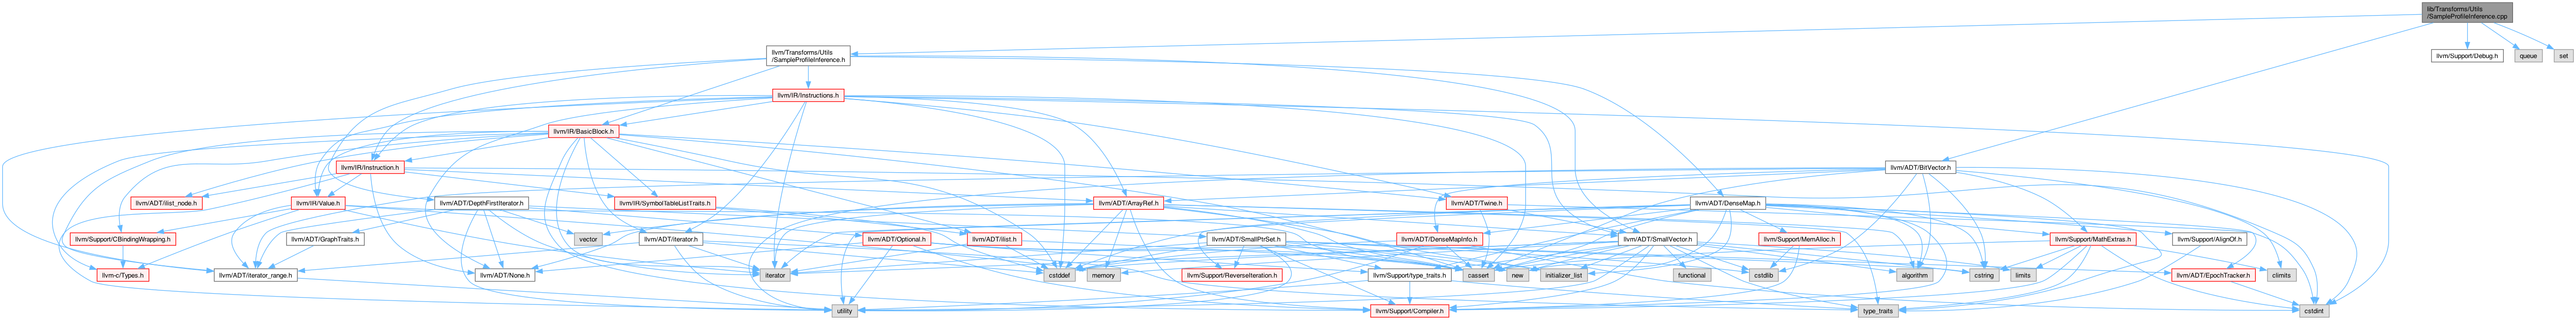 lib/Transforms/Utils
/SampleProfileInference.cpp
llvm/Transforms/Utils
/SampleProfileInference.h
llvm/Support/Debug.h
queue
set
llvm/IR/Instructions.h
llvm/IR/BasicBlock.h
llvm/IR/Instruction.h
llvm/ADT/BitVector.h
llvm/ADT/ilist_node.h
llvm/IR/Value.h
llvm/ADT/DepthFirstIterator.h
llvm/IR/SymbolTableListTraits.h
llvm/ADT/ArrayRef.h
llvm/ADT/Twine.h
llvm/ADT/DenseMap.h
llvm/Support/CBindingWrapping.h
llvm/ADT/GraphTraits.h
vector
llvm/ADT/iterator.h
llvm/ADT/Optional.h
llvm/ADT/ilist.h
llvm/ADT/SmallPtrSet.h
llvm/ADT/DenseMapInfo.h
llvm/ADT/SmallVector.h
llvm/Support/MemAlloc.h
llvm/Support/MathExtras.h
llvm/Support/AlignOf.h
llvm-c/Types.h
llvm/ADT/iterator_range.h
llvm/ADT/None.h
iterator
cstddef
memory
llvm/Support/ReverseIteration.h
llvm/Support/type_traits.h
cassert
new
initializer_list
functional
cstdlib
algorithm
cstring
limits
llvm/ADT/EpochTracker.h
climits
utility
llvm/Support/Compiler.h
type_traits
cstdint